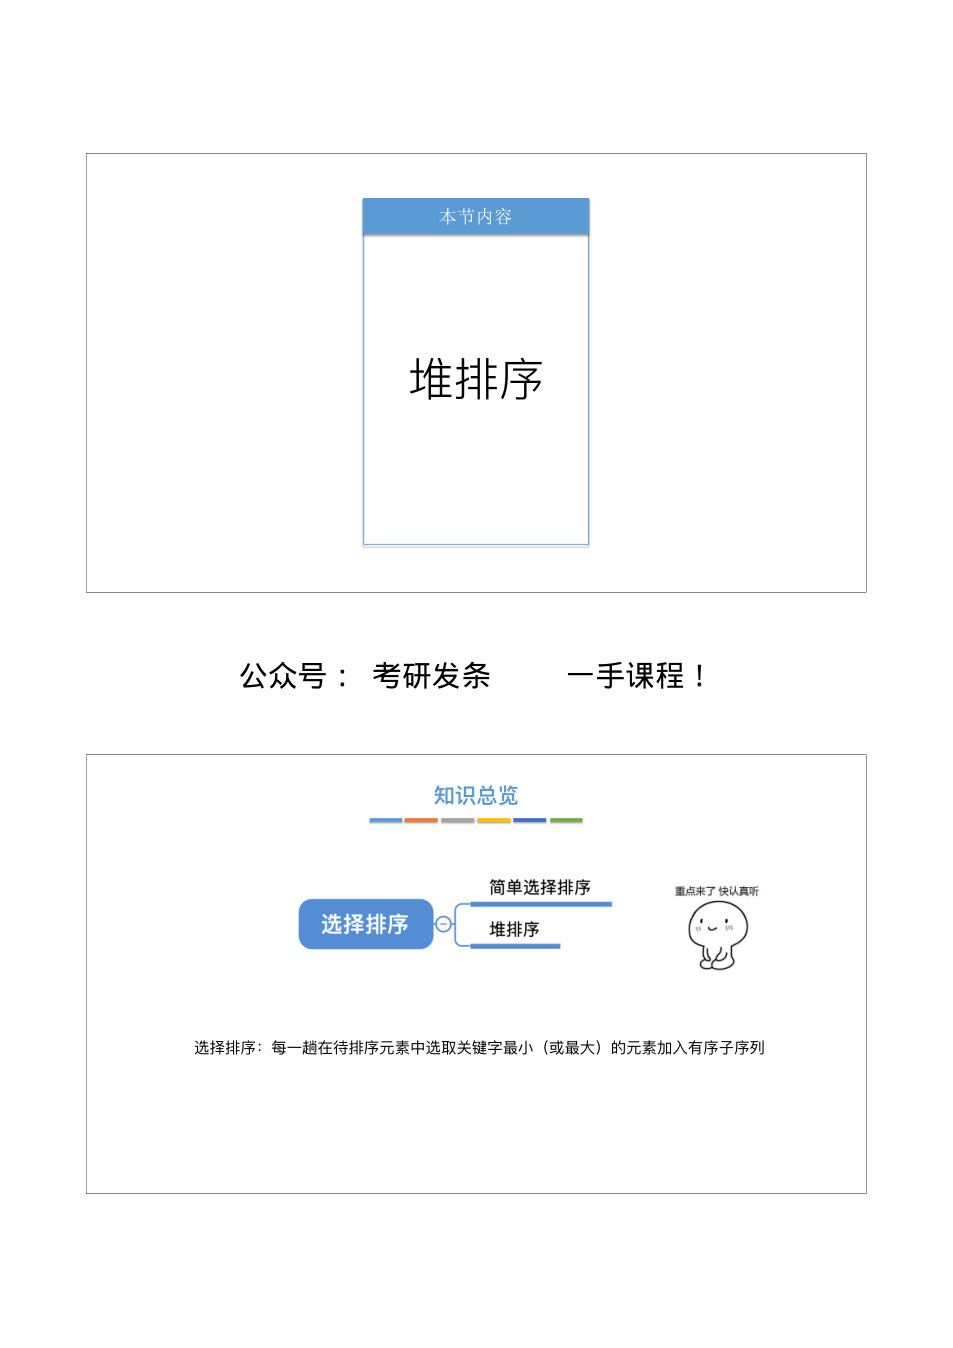 本节内容
堆排序
公众号： 考研发条 一手课程！
知识总览
简单选择排序
重点来了 快认真听
选择排序
堆排序
选择排序：每一趟在待排序元素中选取关键字最小（或最大）的元素加入有序子序列